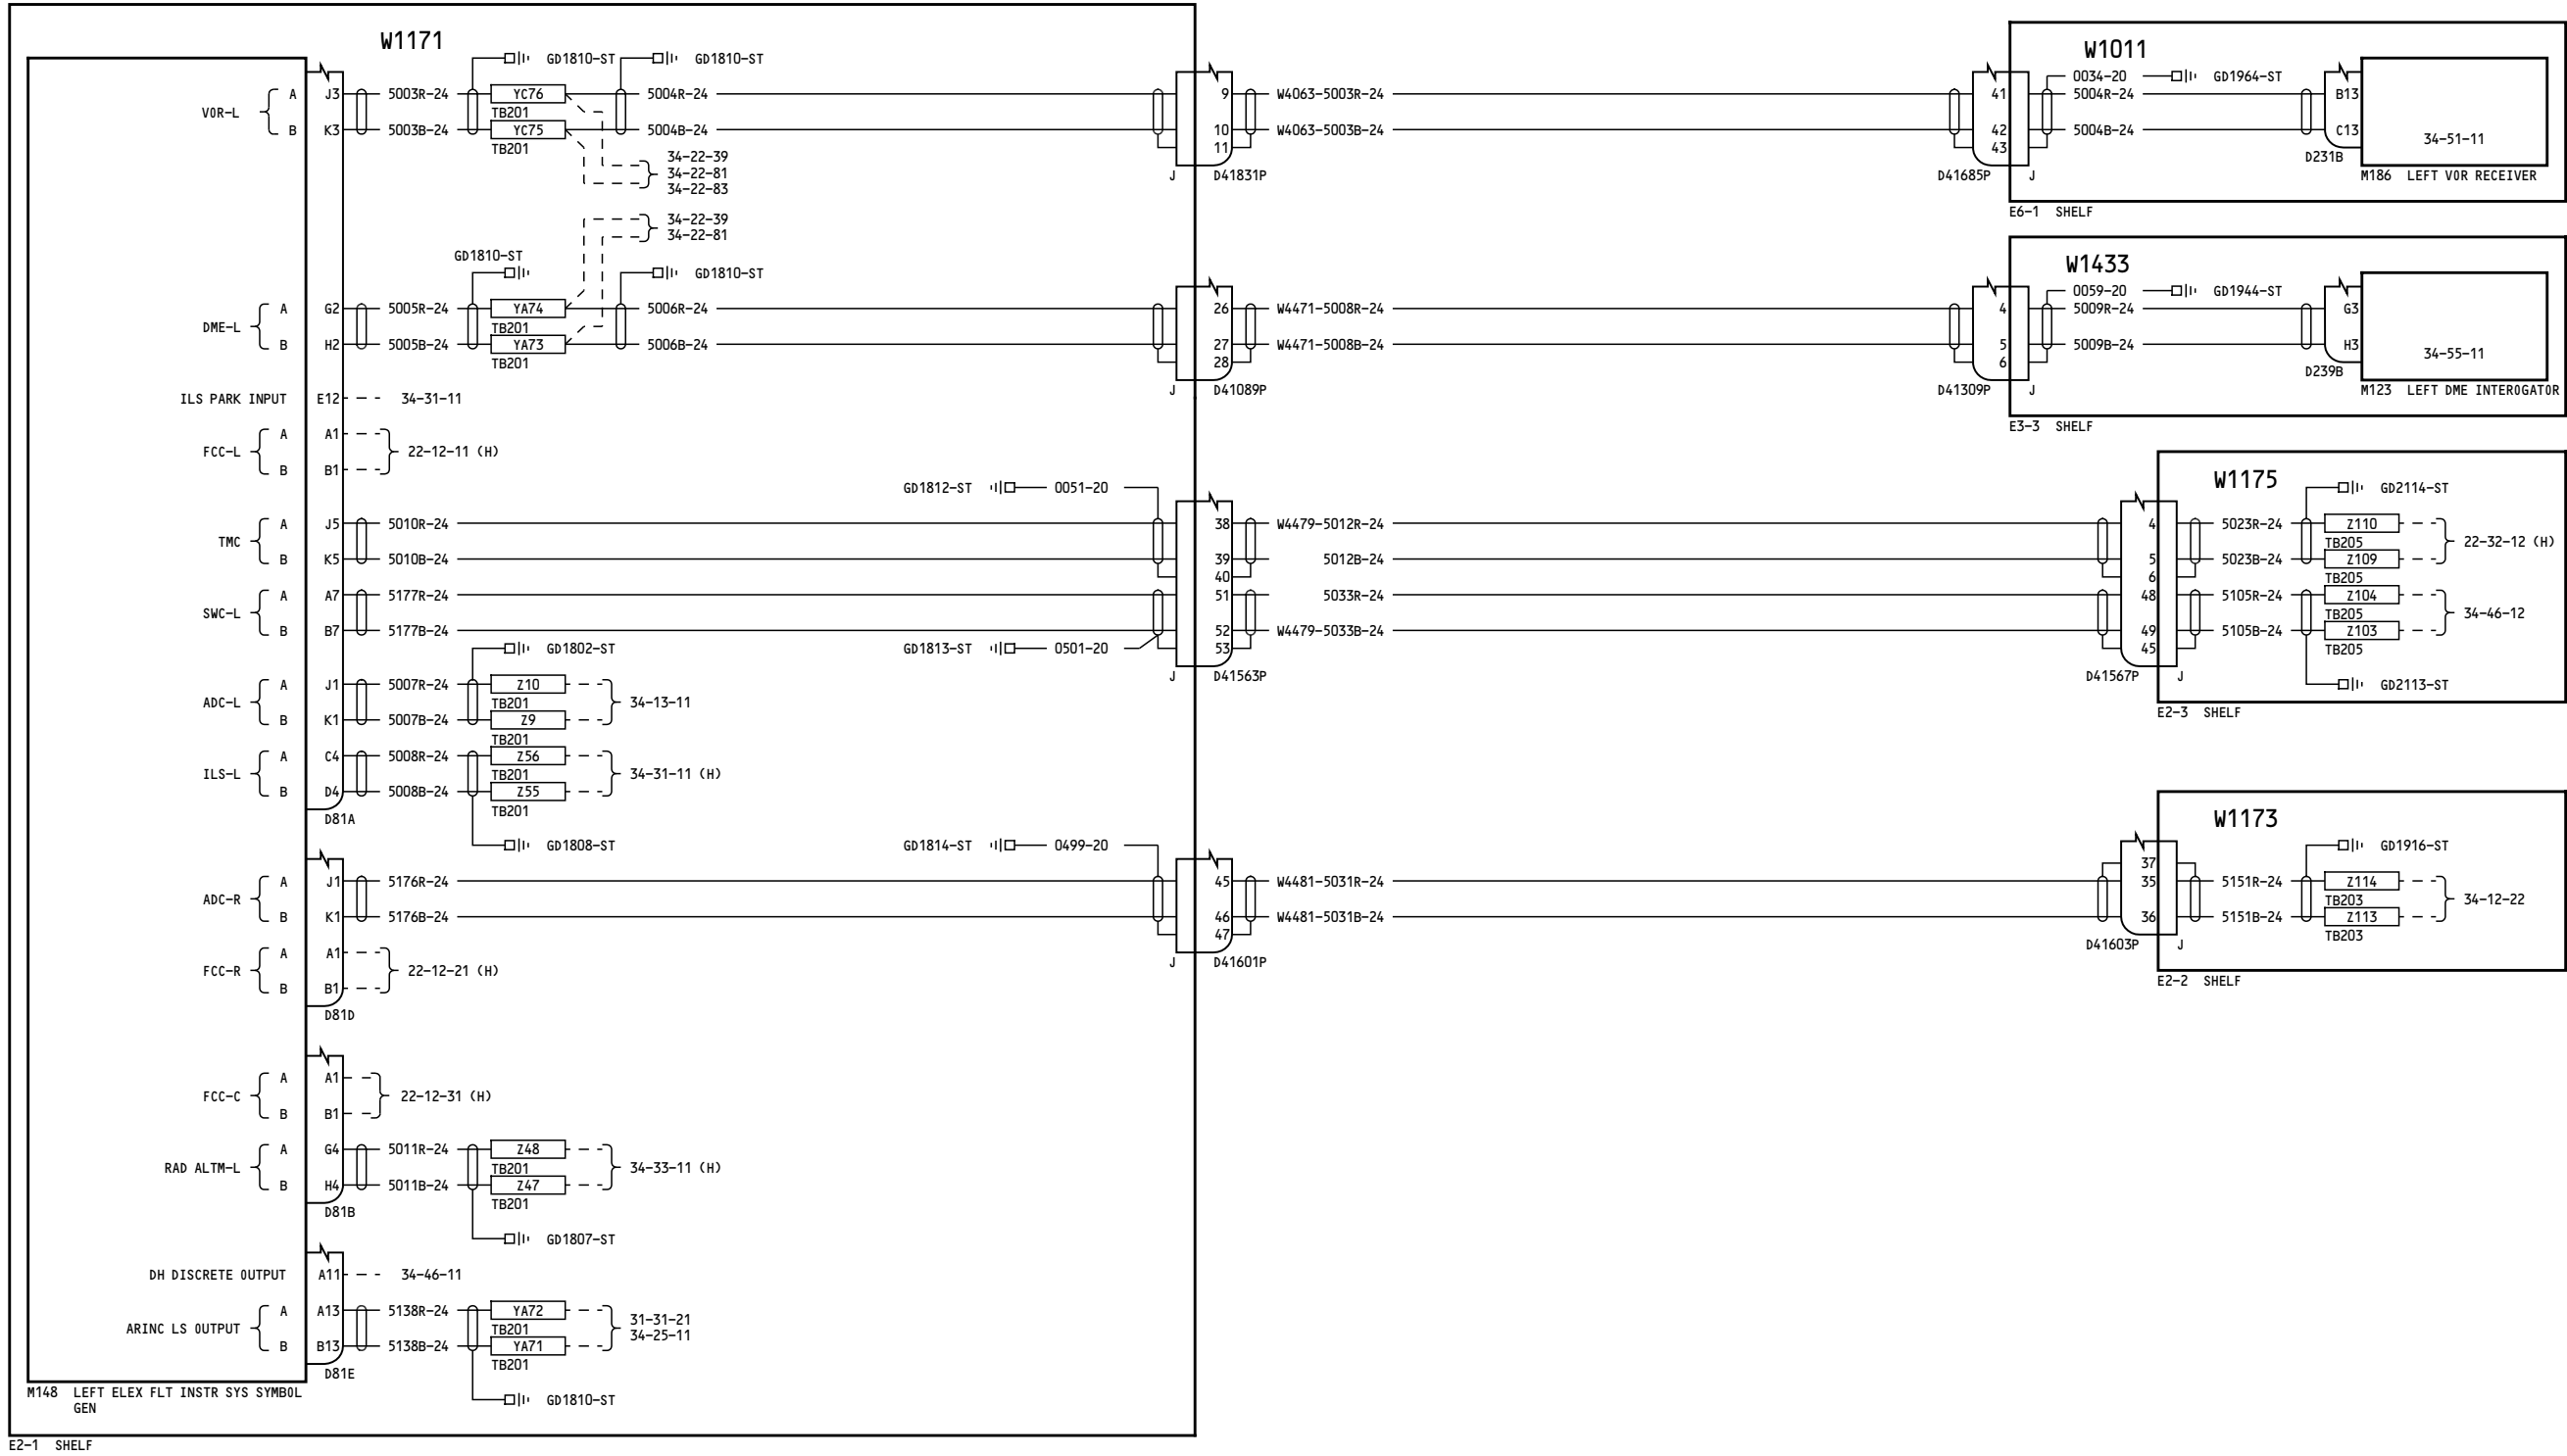 W1171
GD1810-ST
GD1810-ST
VOR-L
A J3 5003R-24 YC76 5004R-24
TB201
B K3 5003B-24 YC75 5004B-24
TB201
34-22-39
34-22-81
34-22-83
9 W4063-5003R-24
10 W4063-5003B-24
11
J D41831P
41
42
43
D41685P J
W1011
0034-20 GD1964-ST
5004R-24 B13
5004B-24 C13
D231B
34-51-11
M186 LEFT VOR RECEIVER
E6-1 SHELF
34-22-39
34-22-81
GD1810-ST
GD1810-ST
DME-L
A G2 5005R-24 YA74 5006R-24
TB201
B H2 5005B-24 YA73 5006B-24
TB201
26 W4471-5008R-24
27 W4471-5008B-24
28
J D41089P
4
5
6
D41309P J
W1433
0059-20 GD1944-ST
5009R-24 G3
5009B-24 H3
D239B
34-55-11
M123 LEFT DME INTEROGATOR
E3-3 SHELF
ILS PARK INPUT E12 34-31-11
FCC-L
A A1
B B1
22-12-11 (H)
GD1812-ST 0051-20
TMC
A J5 5010R-24
B K5 5010B-24
SWC-L
A A7 5177R-24
B B7 5177B-24
GD1813-ST 0501-20
38 W4479-5012R-24
39 5012B-24
40
51 5033R-24
52 W4479-5033B-24
53
J D41563P
4
5
6
48
49
45
D41567P J
W1175
GD2114-ST
5023R-24 Z110
TB205
5023B-24 Z109
TB205
22-32-12 (H)
5105R-24 Z104
TB205
5105B-24 Z103
TB205
34-46-12
GD2113-ST
E2-3 SHELF
GD1802-ST
ADC-L
A J1 5007R-24 Z10
TB201
B K1 5007B-24 Z9
TB201
34-13-11
ILS-L
A C4 5008R-24 Z56
TB201
B D4 5008B-24 Z55
TB201
34-31-11 (H)
D81A
GD1808-ST
GD1814-ST 0499-20
ADC-R
A J1 5176R-24
B K1 5176B-24
45 W4481-5031R-24
46 W4481-5031B-24
47
J D41601P
37
35
36
D41603P J
W1173
GD1916-ST
5151R-24 Z114
TB203
5151B-24 Z113
TB203
34-12-22
E2-2 SHELF
FCC-R
A A1
B B1
22-12-21 (H)
D81D
FCC-C
A A1
B B1
22-12-31 (H)
RAD ALTM-L
A G4 5011R-24 Z48
TB201
B H4 5011B-24 Z47
TB201
34-33-11 (H)
D81B
GD1807-ST
DH DISCRETE OUTPUT A11 34-46-11
ARINC LS OUTPUT
A A13 5138R-24 YA72
TB201
B B13 5138B-24 YA71
TB201
31-31-21
34-25-11
D81E
GD1810-ST
M148 LEFT ELEX FLT INSTR SYS SYMBOL
GEN
E2-1 SHELF